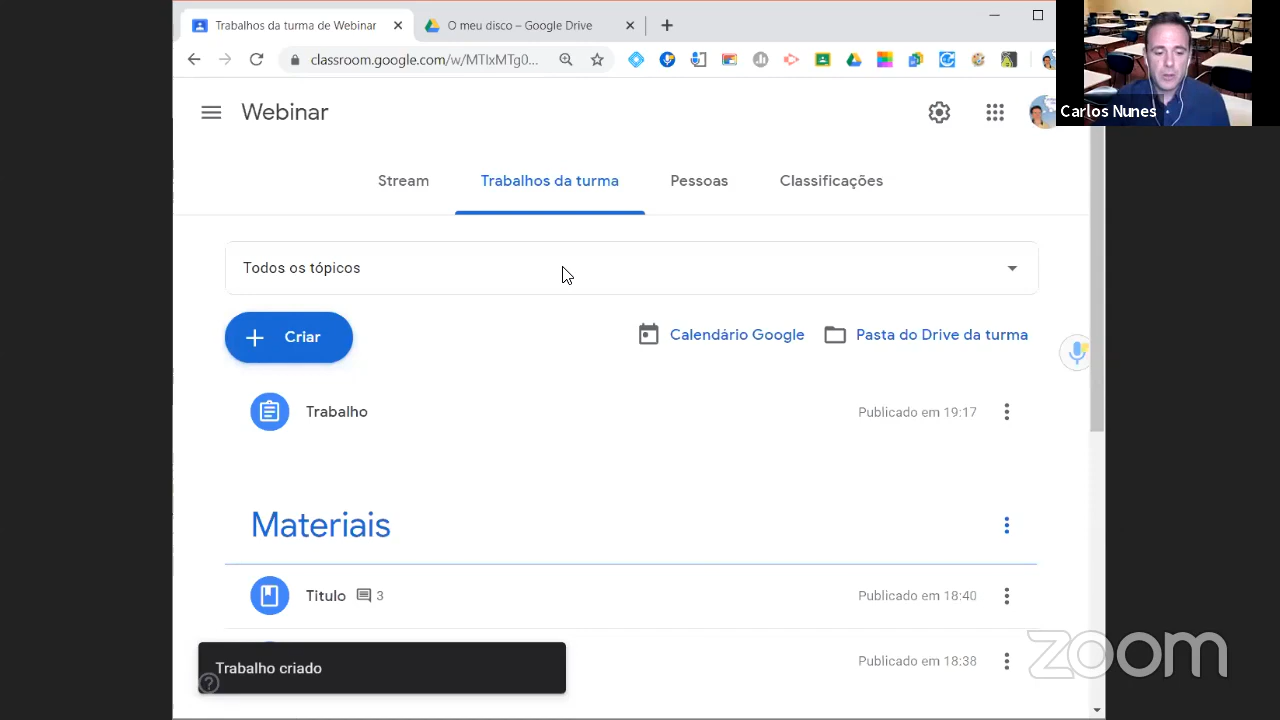 Trabalhos da turma de Webinar
O meu disco – Google Drive
classroom.google.com/w/MTIxMTg0...
Webinar
Carlos Nunes
Stream
Trabalhos da turma
Pessoas
Classificações
Todos os tópicos
Criar
Calendário Google
Pasta do Drive da turma
Trabalho
Publicado em 19:17
Materiais
Titulo
3
Publicado em 18:40
Trabalho criado
Publicado em 18:38
zoom